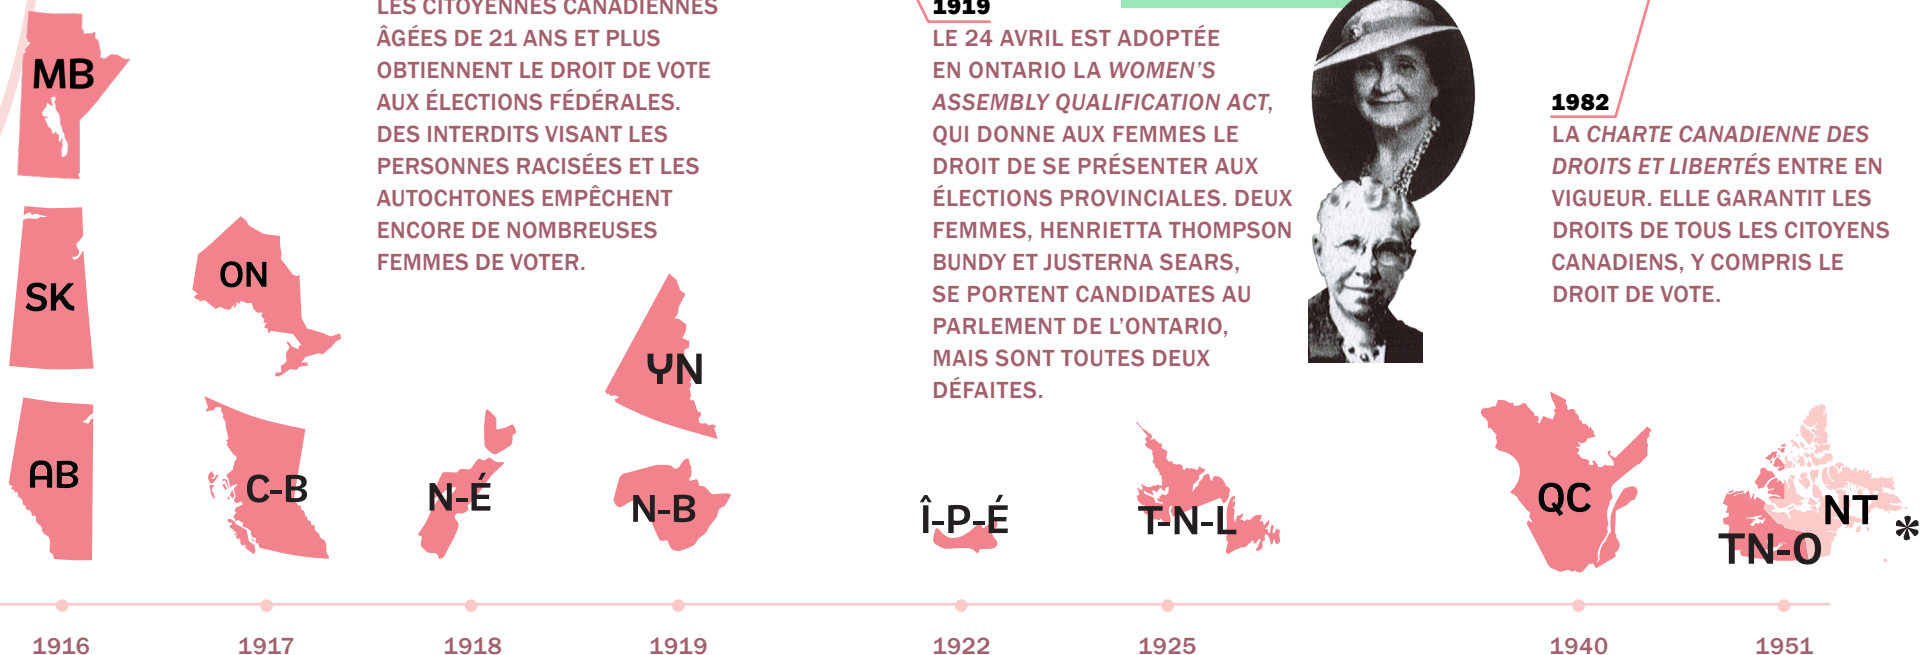 LES CITOYENNES CANADIENNES
ÂGÉES DE 21 ANS ET PLUS
OBTIENNENT LE DROIT DE VOTE
AUX ÉLECTIONS FÉDÉRALES.
DES INTERDITS VISANT LES
PERSONNES RACISÉES ET LES
AUTOCHTONES EMPÊCHENT
ENCORE DE NOMBREUSES
FEMMES DE VOTER.
1919
LE 24 AVRIL EST ADOPTÉE
EN ONTARIO LA WOMEN'S
ASSEMBLY QUALIFICATION ACT,
QUI DONNE AUX FEMMES LE
DROIT DE SE PRÉSENTER AUX
ÉLECTIONS PROVINCIALES. DEUX
FEMMES, HENRIETTA THOMPSON
BUNDY ET JUSTERNA SEARS,
SE PORTENT CANDIDATES AU
PARLEMENT DE L'ONTARIO,
MAIS SONT TOUTES DEUX
DÉFAITES.
1982
LA CHARTE CANADIENNE DES
DROITS ET LIBERTÉS ENTRE EN
VIGUEUR. ELLE GARANTIT LES
DROITS DE TOUS LES CITOYENS
CANADIENS, Y COMPRIS LE
DROIT DE VOTE.
MB
SK
AB
ON
C-B
N-É
YN
N-B
Î-P-É
T-N-L
QC
NT *
TN-O
1916
1917
1918
1919
1922
1925
1940
1951